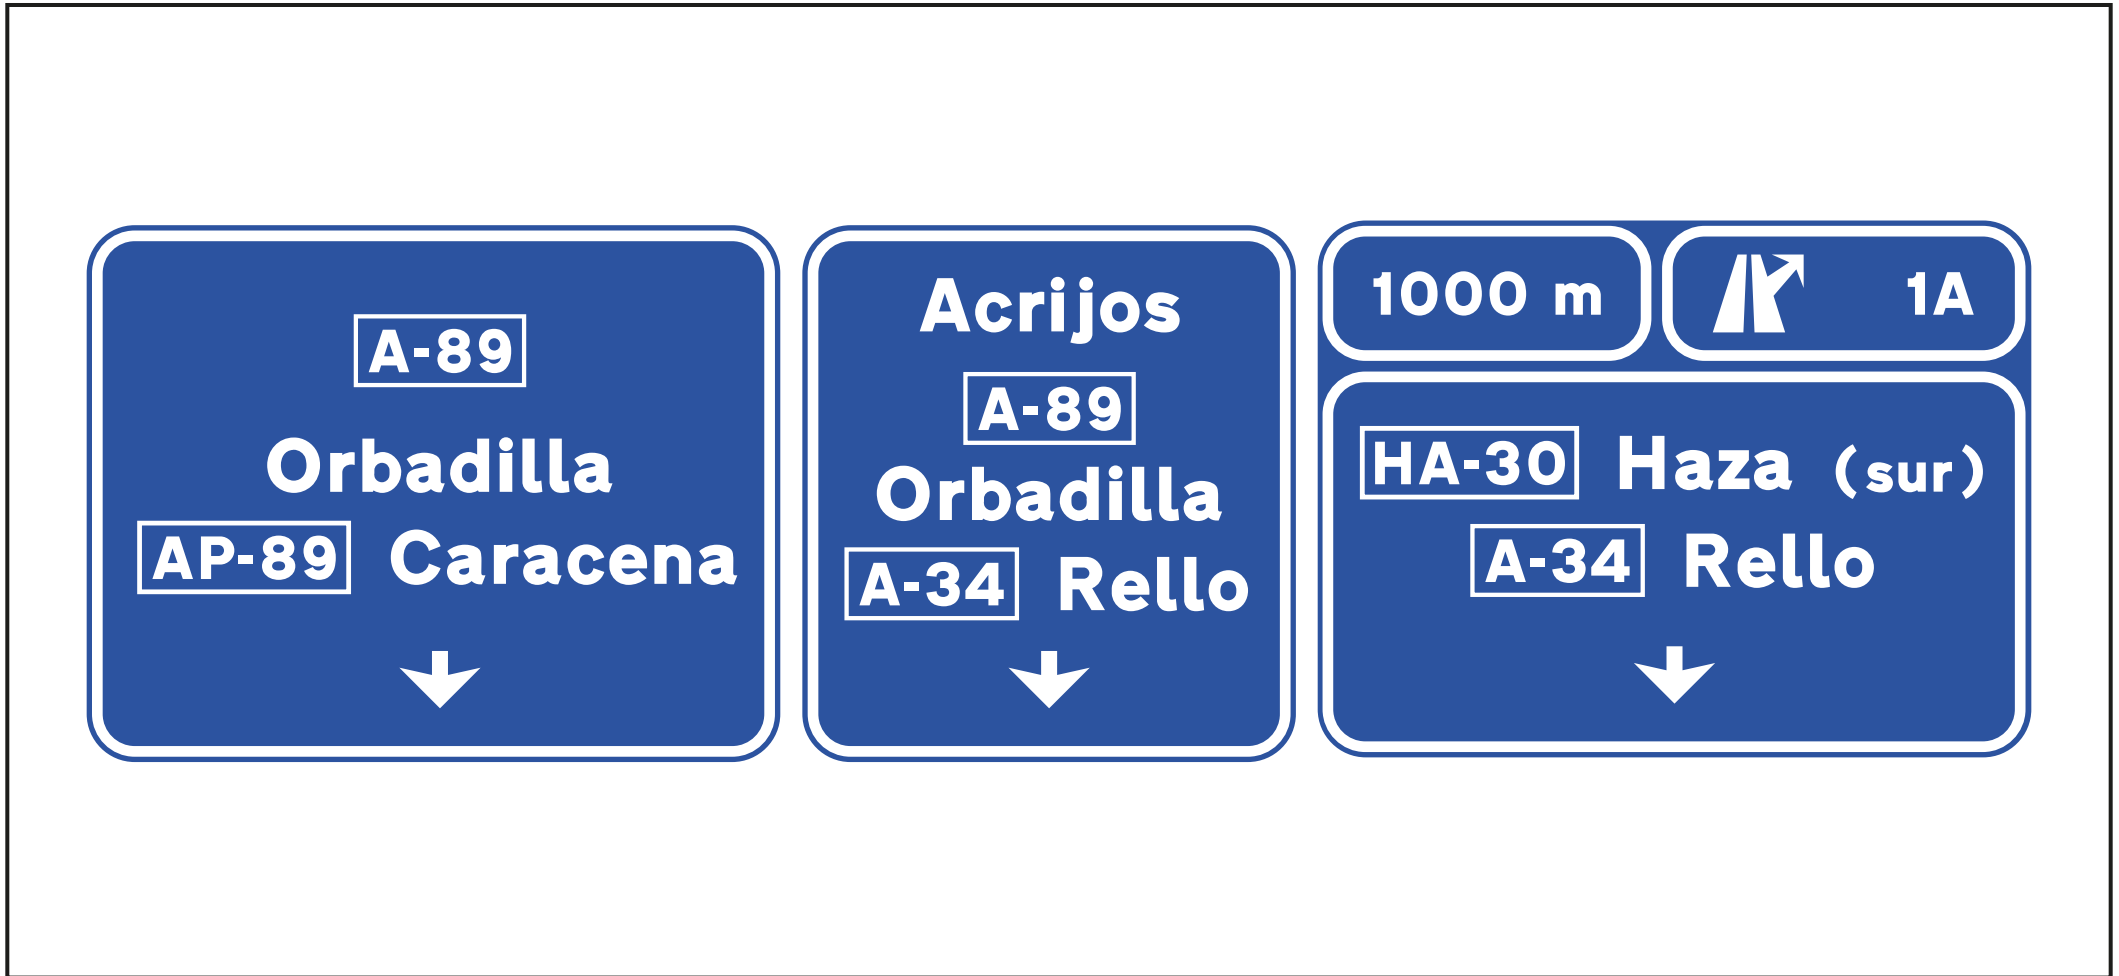 A-89
Orbadilla
AP-89 Caracena
Acrijos
A-89
Orbadilla
A-34 Rello
1000 m
1A
HA-30 Haza (sur)
A-34 Rello